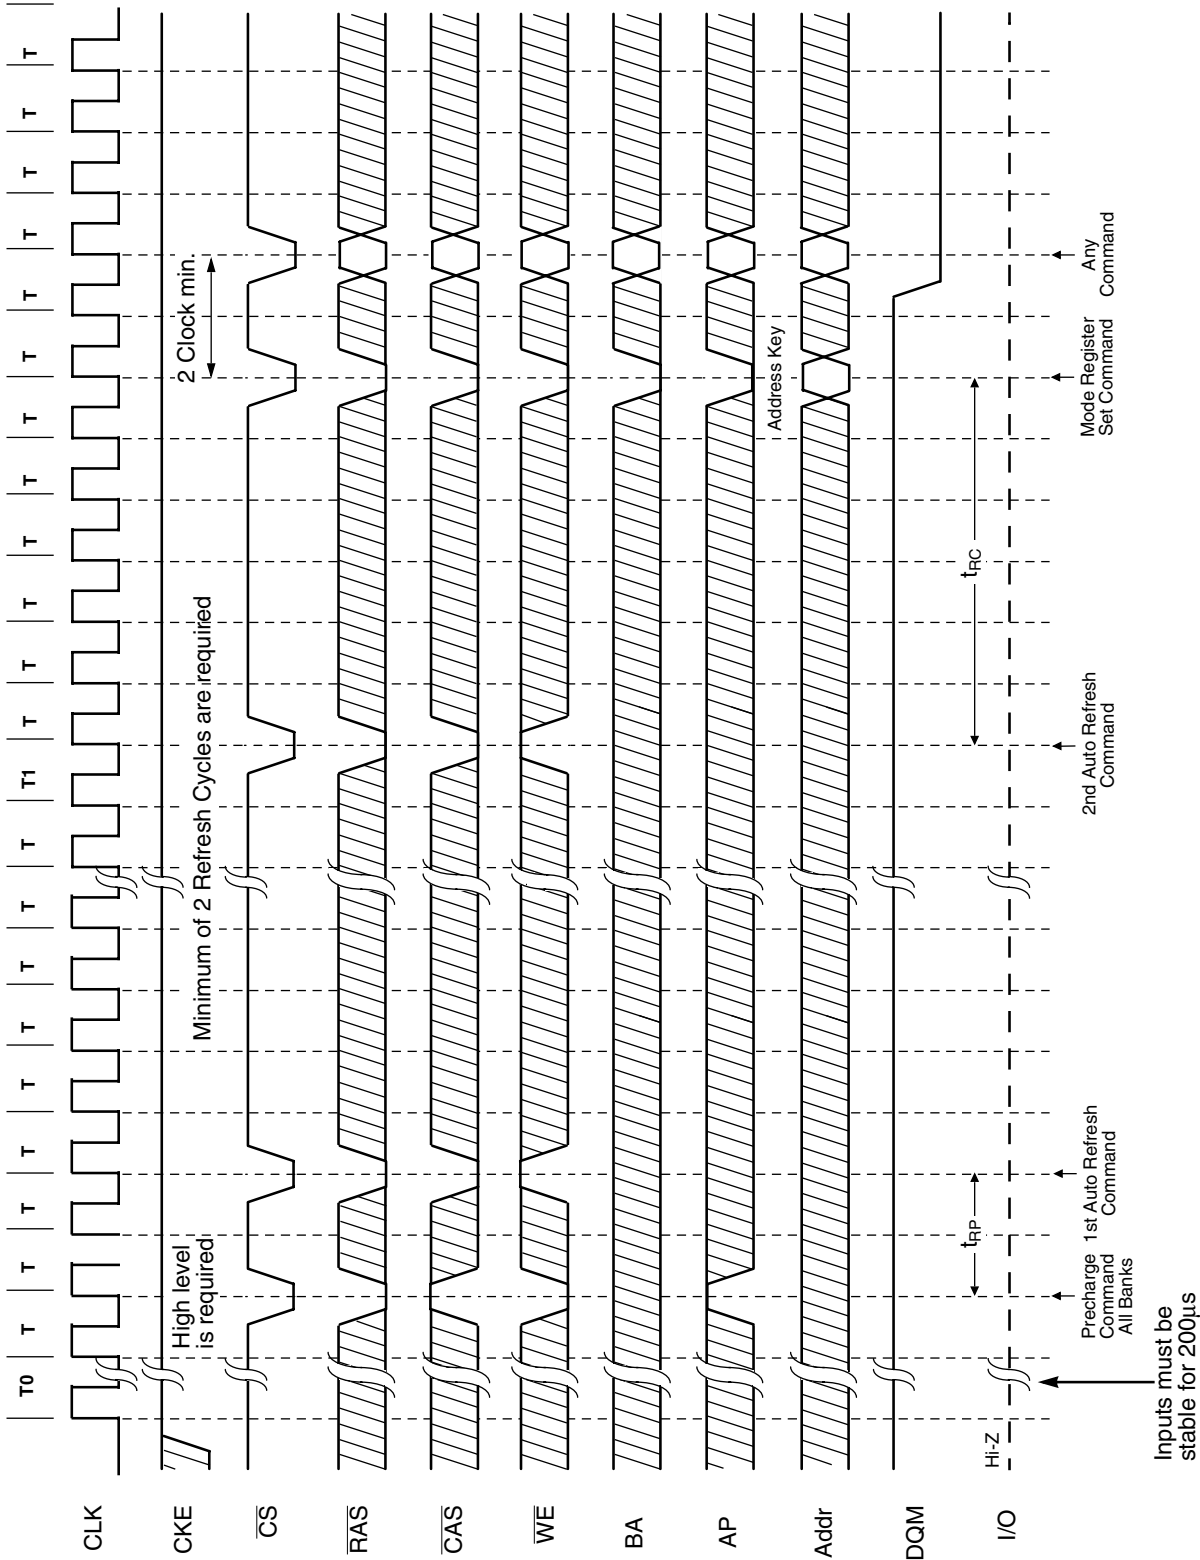 T0 T T T T T T T T T T1 T T T T T T T T T T T T
CLK
CKE
High level
is required
Minimum of 2 Refresh Cycles are required
2 Clock min.
CS
RAS
CAS
WE
BA
AP
Address Key
Addr
DQM
tRP
tRC
Hi-Z
I/O
Precharge
Command
All Banks
1st Auto Refresh
Command
2nd Auto Refresh
Command
Mode Register
Set Command
Any
Command
Inputs must be
stable for 200µs